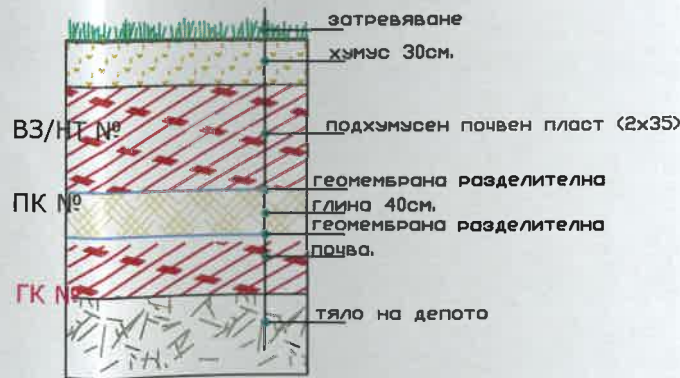 затревяване
хумус 30см.
ВЗ/НТ №
подхумусен почвен пласт (2x35)
геомембрана разделителна
ПК №
глина 40см.
геомембрана разделителна
почва.
ГК №
тяло на депото